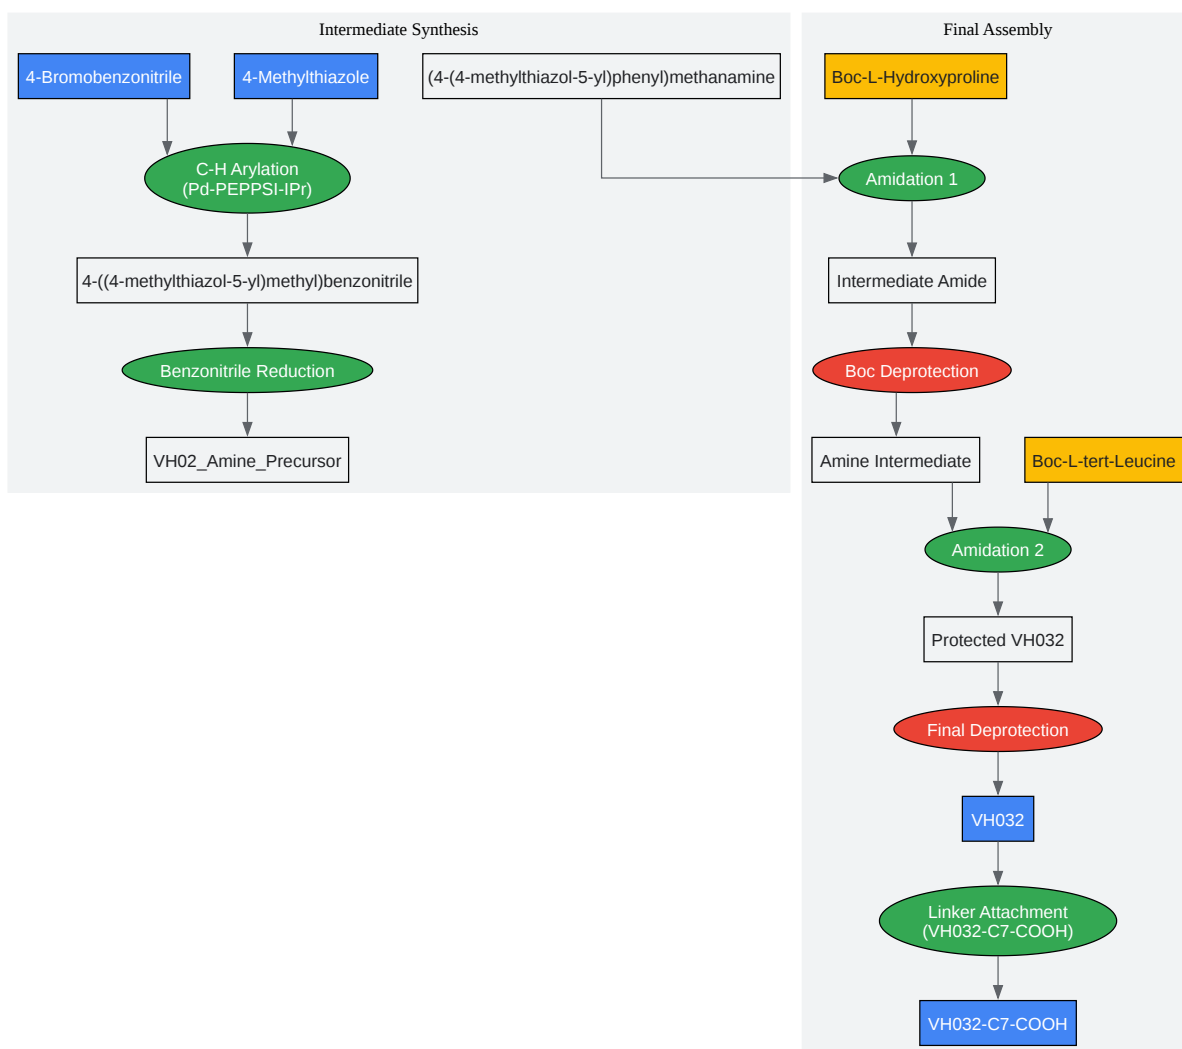 Intermediate Synthesis
4-Bromobenzonitrile
4-Methylthiazole
(4-(4-methylthiazol-5-yl)phenyl)methanamine
C-H Arylation
(Pd-PEPPSI-IPr)
4-((4-methylthiazol-5-yl)methyl)benzonitrile
Benzonitrile Reduction
VH02_Amine_Precursor
Final Assembly
Boc-L-Hydroxyproline
Amidation 1
Intermediate Amide
Boc Deprotection
Amine Intermediate
Boc-L-tert-Leucine
Amidation 2
Protected VH032
Final Deprotection
VH032
Linker Attachment
(VH032-C7-COOH)
VH032-C7-COOH